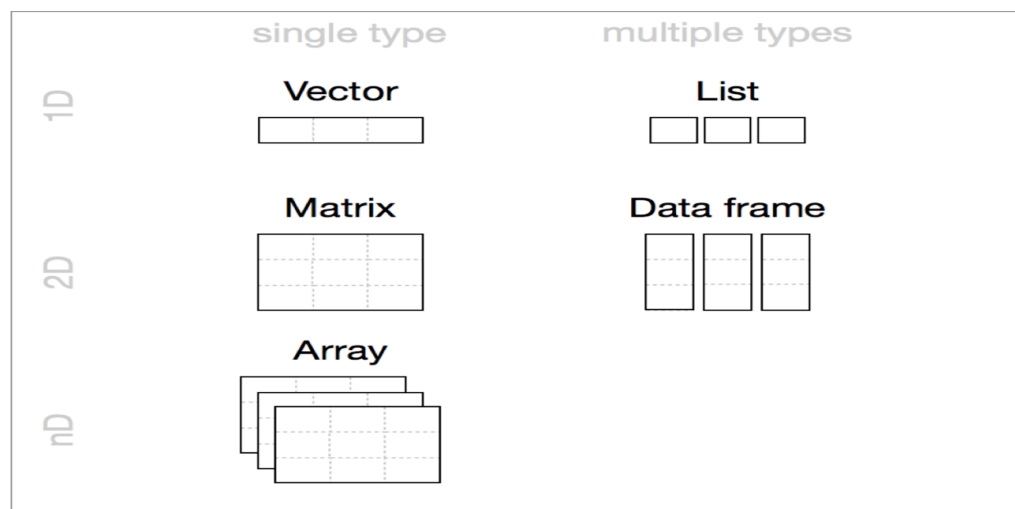 single type
multiple types
1D
Vector
List
2D
Matrix
Data frame
nD
Array